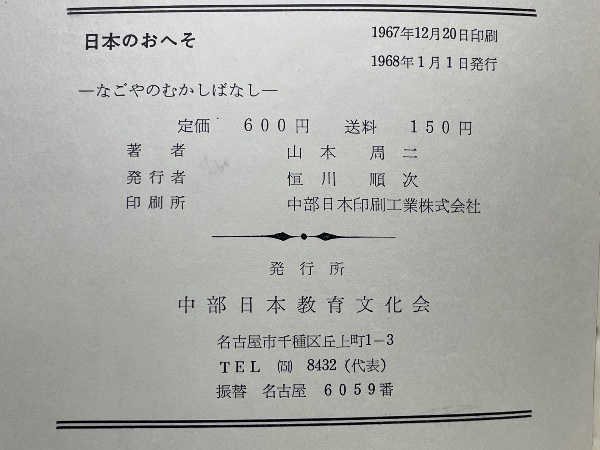 日本のおへそ
1967年12月20日印刷
1968年1月1日発行
―なごやのむかしばなし―
定価 600円 送料 150円
著者 山本周二
発行者 恒川順次
印刷所 中部日本印刷工業株式会社
発行所
中部日本教育文化会
名古屋市千種区丘上町1−3
TEL (751) 8432（代表）
振替 名古屋 6059番